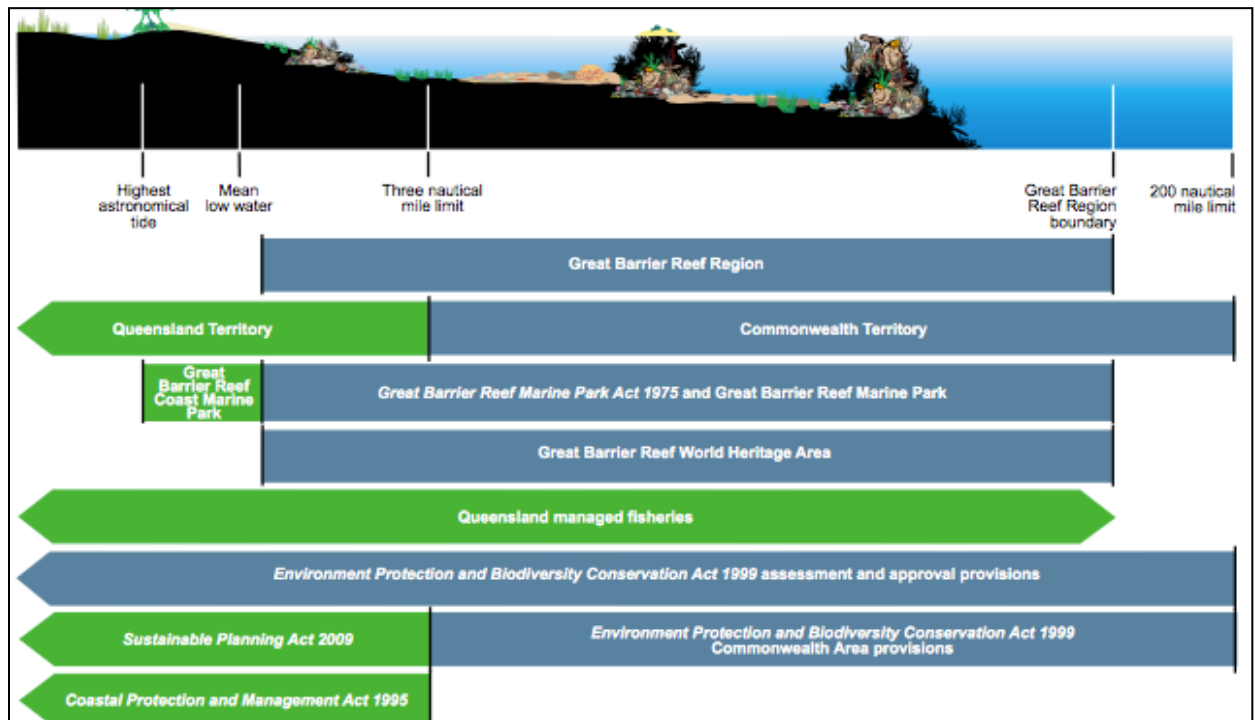 Highest
astronomical
tide
Mean
low water
Three nautical
mile limit
Great Barrier
Reef Region
boundary
200 nautical
mile limit
Great Barrier Reef Region
Queensland Territory
Commonwealth Territory
Great
Barrier Reef
Coast Marine
Park
Great Barrier Reef Marine Park Act 1975 and Great Barrier Reef Marine Park
Great Barrier Reef World Heritage Area
Queensland managed fisheries
Environment Protection and Biodiversity Conservation Act 1999 assessment and approval provisions
Sustainable Planning Act 2009
Environment Protection and Biodiversity Conservation Act 1999
Commonwealth Area provisions
Coastal Protection and Management Act 1995